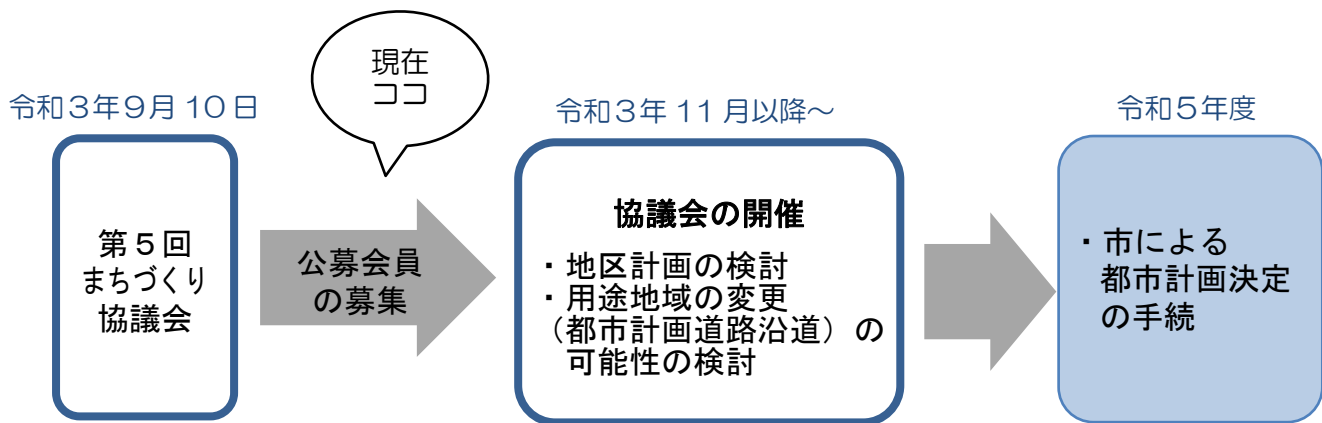 現在
ココ
令和３年９月 10 日
令和３年 11 月以降～
令和５年度
第５回
まちづくり
協議会
公募会員
の募集
協議会の開催
・地区計画の検討
・用途地域の変更
（都市計画道路沿道）の
可能性の検討
・市による
都市計画決定
の手続